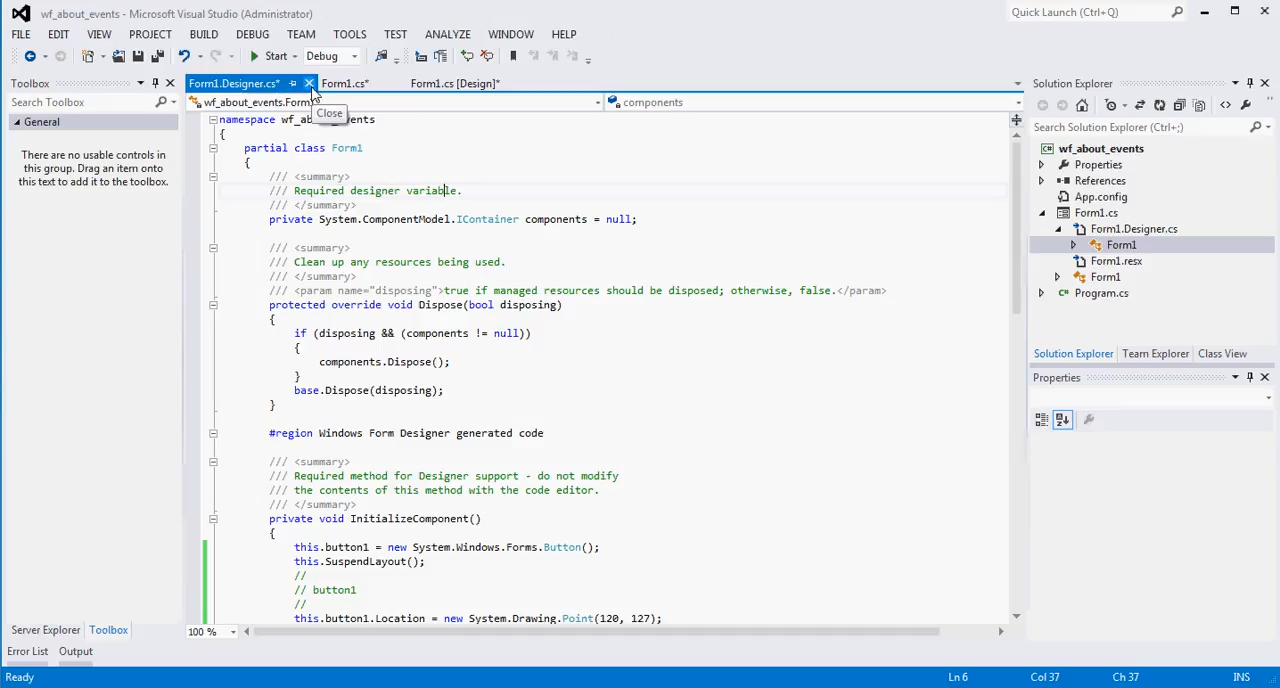 wf_about_events - Microsoft Visual Studio (Administrator)
Quick Launch (Ctrl+Q)
FILE EDIT VIEW PROJECT BUILD DEBUG TEAM TOOLS TEST ANALYZE WINDOW HELP
Start Debug
Toolbox
Search Toolbox
General
There are no usable controls in
this group. Drag an item onto
this text to add it to the toolbox.
Server Explorer Toolbox
Form1.Designer.cs* Form1.cs* Form1.cs [Design]*
wf_about_events.Form1
components
Close
namespace wf_about_events
{
partial class Form1
{
/// <summary>
/// Required designer variable.
/// </summary>
private System.ComponentModel.IContainer components = null;
/// <summary>
/// Clean up any resources being used.
/// </summary>
/// <param name="disposing">true if managed resources should be disposed; otherwise, false.</param>
protected override void Dispose(bool disposing)
{
if (disposing && (components != null))
{
components.Dispose();
}
base.Dispose(disposing);
}
#region Windows Form Designer generated code
/// <summary>
/// Required method for Designer support - do not modify
/// the contents of this method with the code editor.
/// </summary>
private void InitializeComponent()
{
this.button1 = new System.Windows.Forms.Button();
this.SuspendLayout();
//
// button1
//
this.button1.Location = new System.Drawing.Point(120, 127);
100 %
Solution Explorer
Search Solution Explorer (Ctrl+;)
wf_about_events
Properties
References
App.config
Form1.cs
Form1.Designer.cs
Form1
Form1.resx
Form1
Program.cs
Solution Explorer Team Explorer Class View
Properties
Error List Output
Ready
Ln 6 Col 37 Ch 37 INS